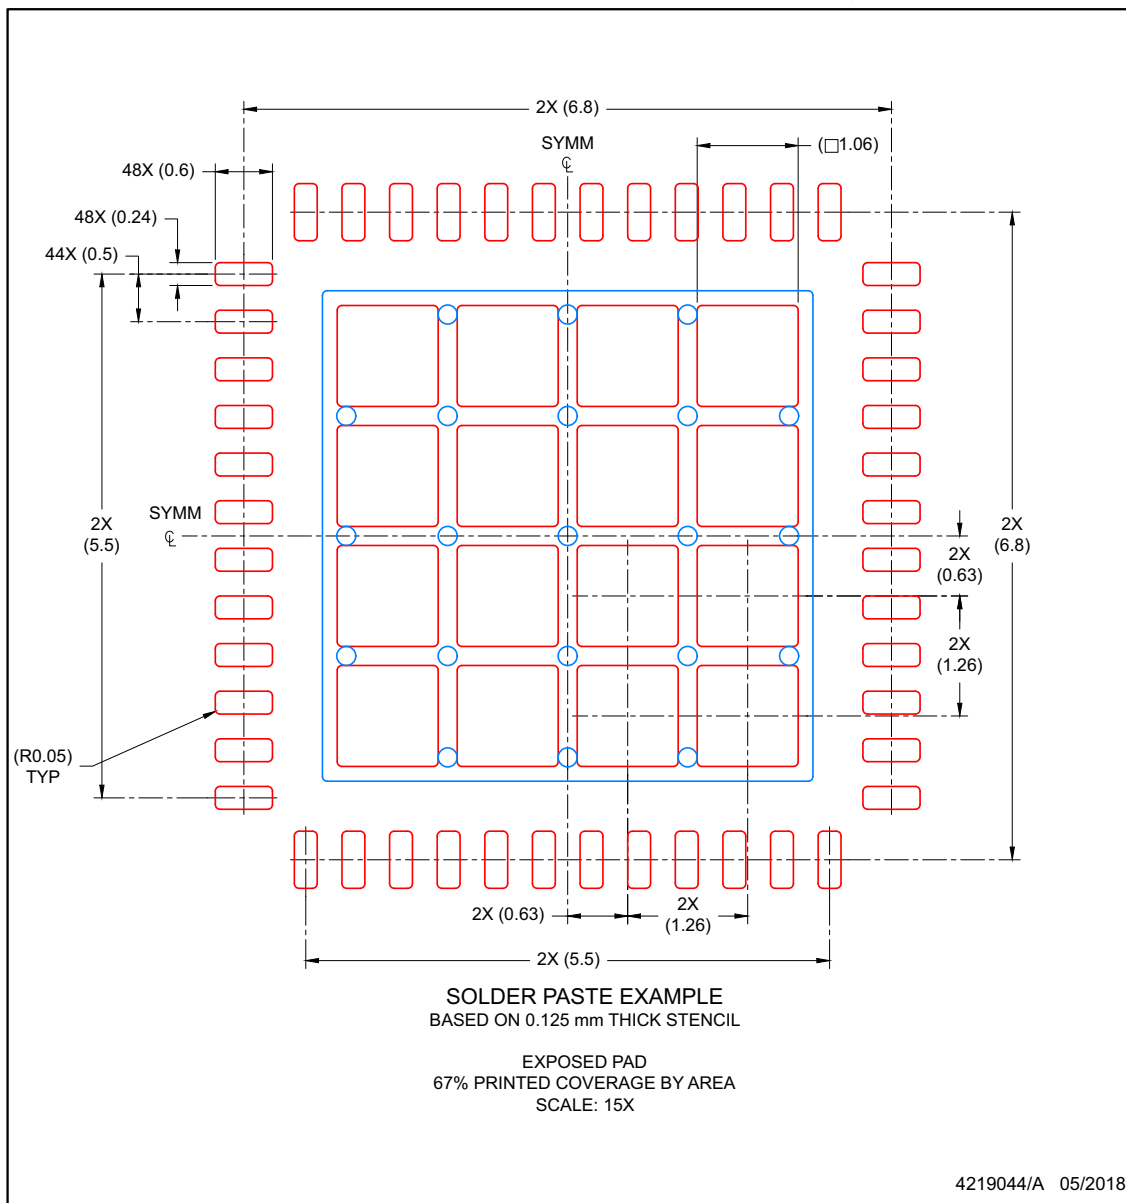 2X (6.8)
SYMM
℄
(□1.06)
48X (0.6)
48X (0.24)
44X (0.5)
SYMM
℄
2X
(5.5)
2X
(6.8)
2X
(0.63)
2X
(1.26)
(R0.05)
TYP
2X (0.63)
2X
(1.26)
2X (5.5)
SOLDER PASTE EXAMPLE
BASED ON 0.125 mm THICK STENCIL
EXPOSED PAD
67% PRINTED COVERAGE BY AREA
SCALE: 15X
4219044/A 05/2018